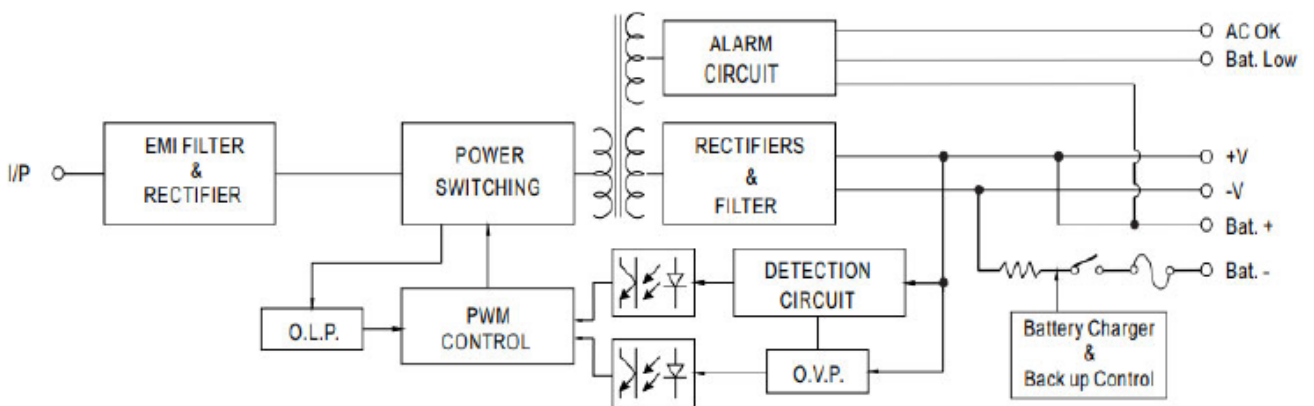 ALARM
CIRCUIT
AC OK
Bat. Low
I/P
EMI FILTER
&
RECTIFIER
POWER
SWITCHING
RECTIFIERS
&
FILTER
+V
-V
Bat. +
Bat. -
O.L.P.
PWM
CONTROL
DETECTION
CIRCUIT
O.V.P.
Battery Charger
&
Back up Control